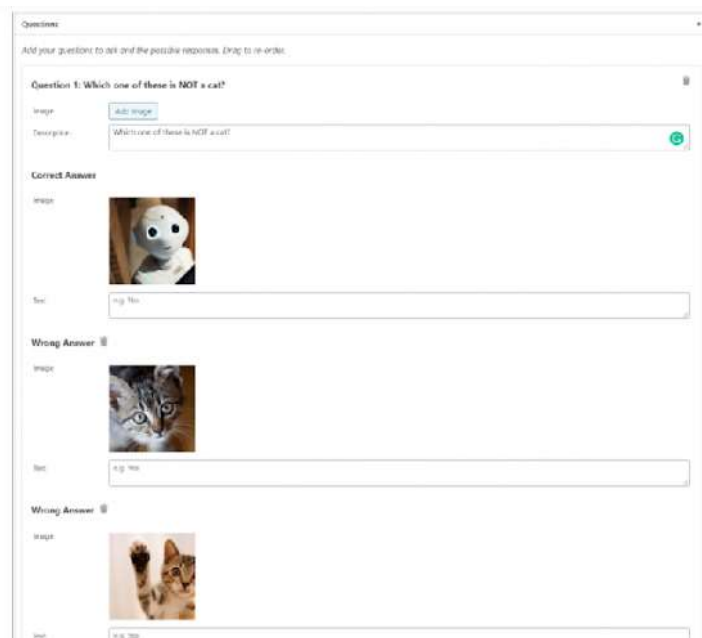 Questions
Add your questions to ask and the possible responses. Drag to re-order.
Question 1: Which one of these is NOT a cat?
Image
Add Image
Description
Which one of these is NOT a cat?
Correct Answer
Image
Text
e.g. Yes
Wrong Answer
Image
Text
e.g. Yes
Wrong Answer
Image
Text
e.g. Yes